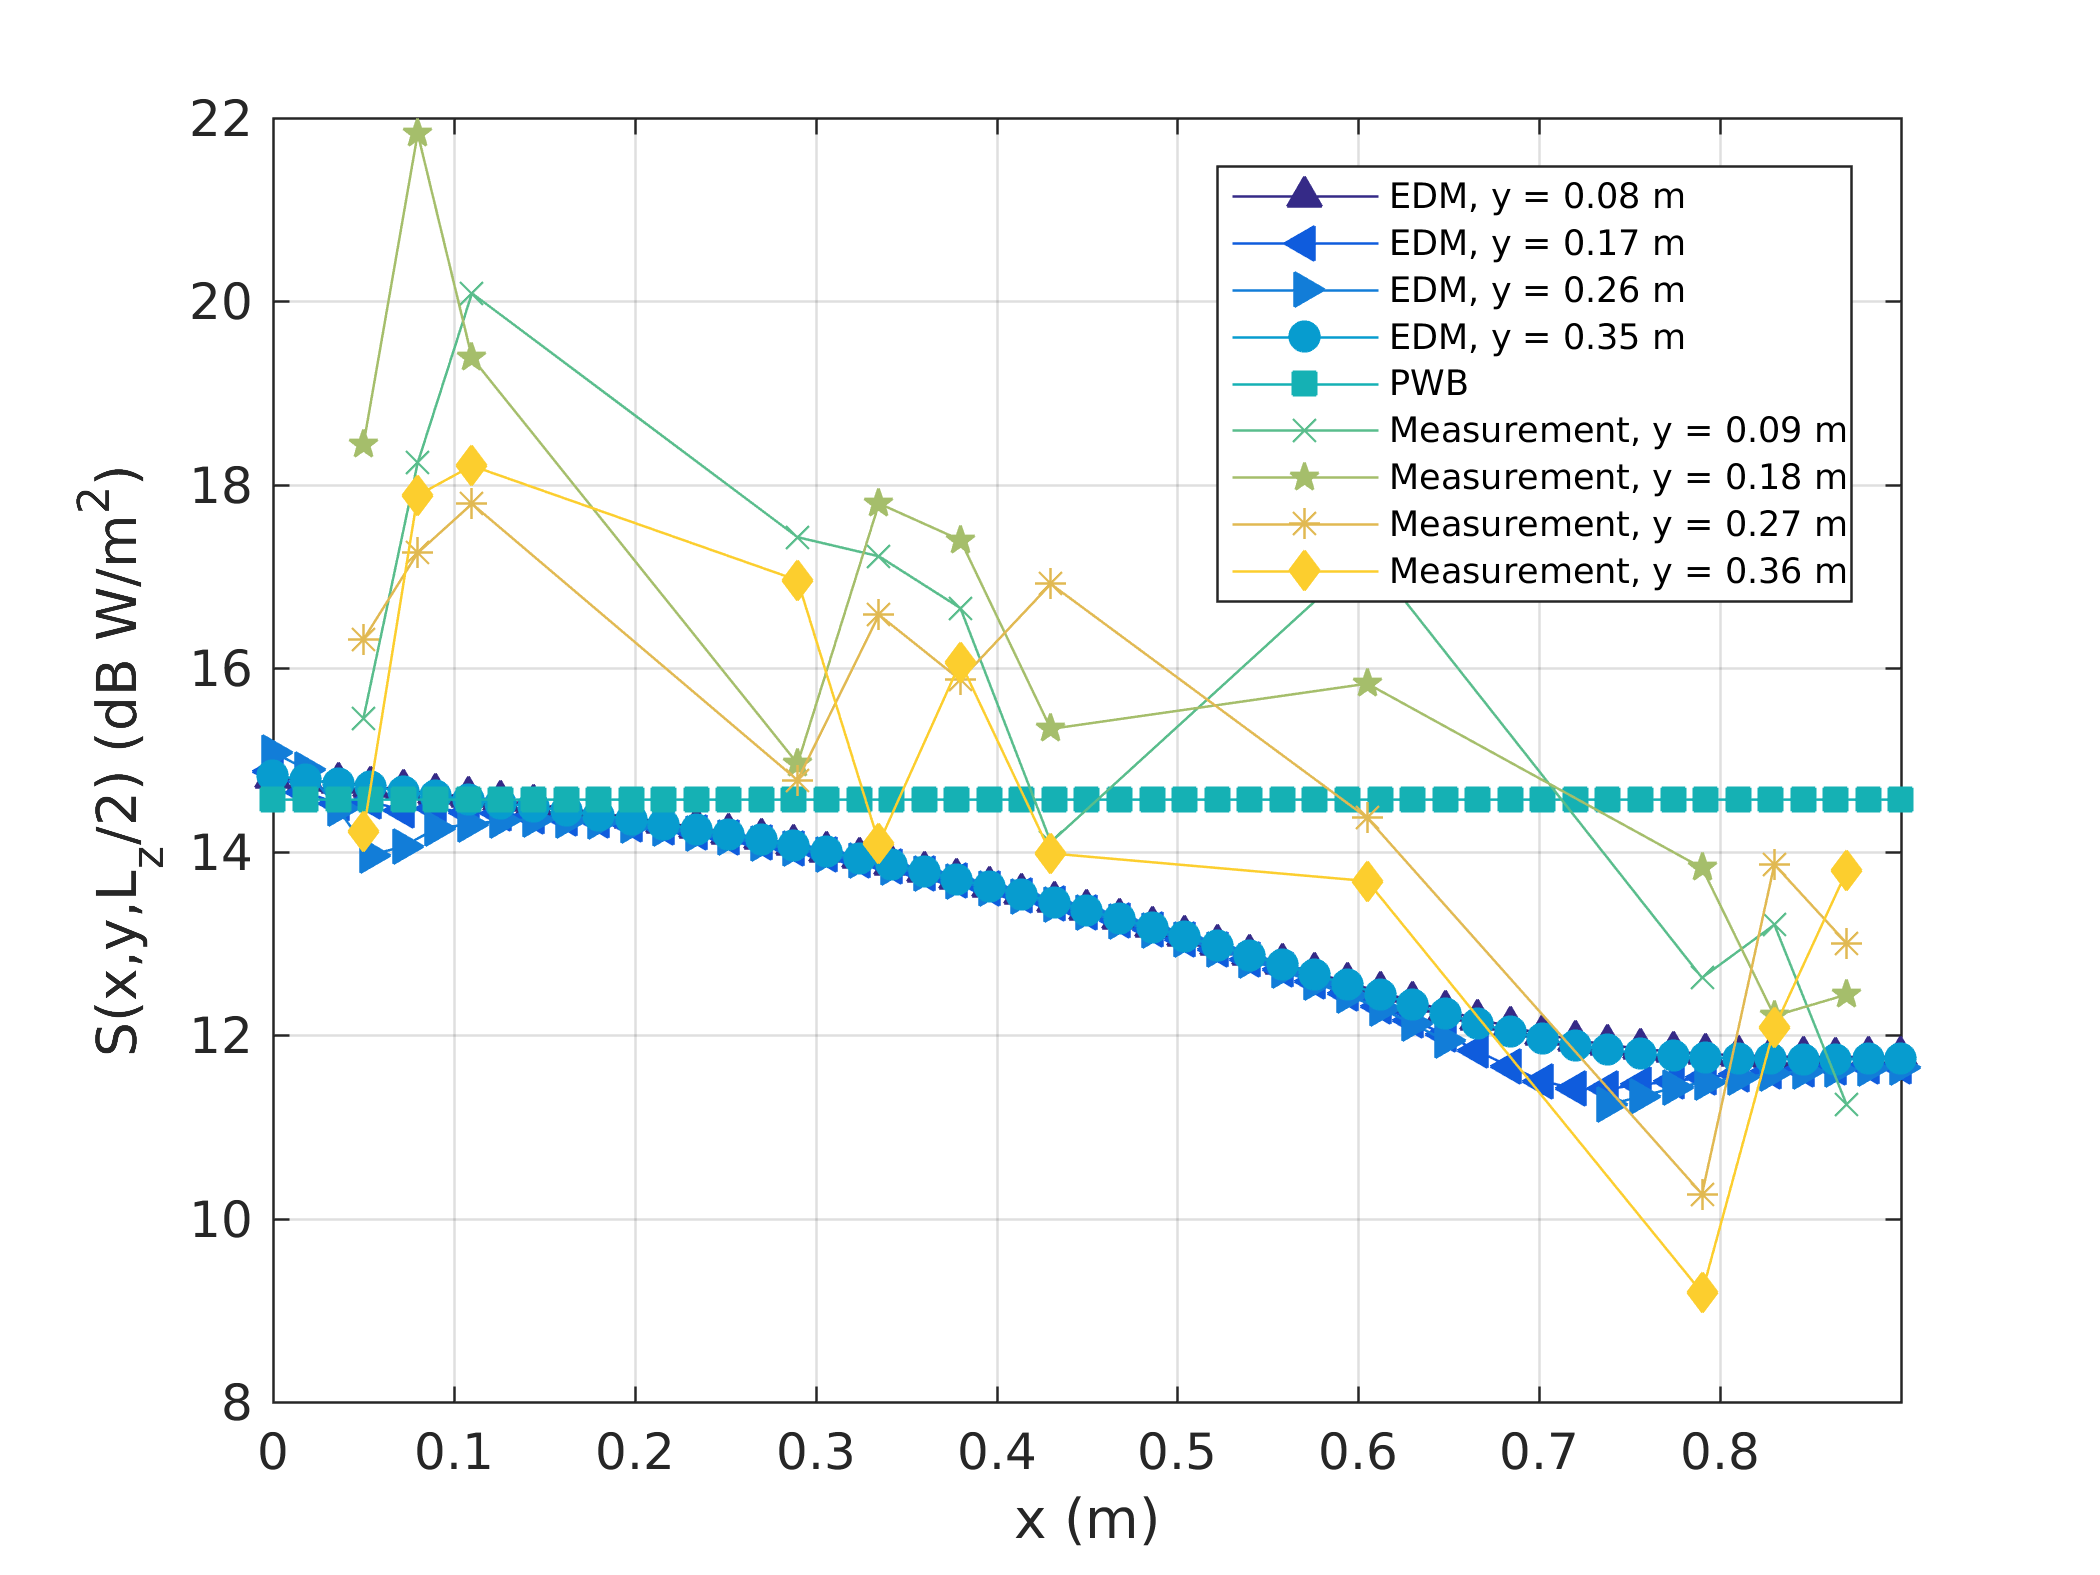 22
20
18
16
14
12
10
8
0 0.1 0.2 0.3 0.4 0.5 0.6 0.7 0.8
x (m)
S(x,y,L_z/2) (dB W/m^2)
EDM, y = 0.08 m
EDM, y = 0.17 m
EDM, y = 0.26 m
EDM, y = 0.35 m
PWB
Measurement, y = 0.09 m
Measurement, y = 0.18 m
Measurement, y = 0.27 m
Measurement, y = 0.36 m